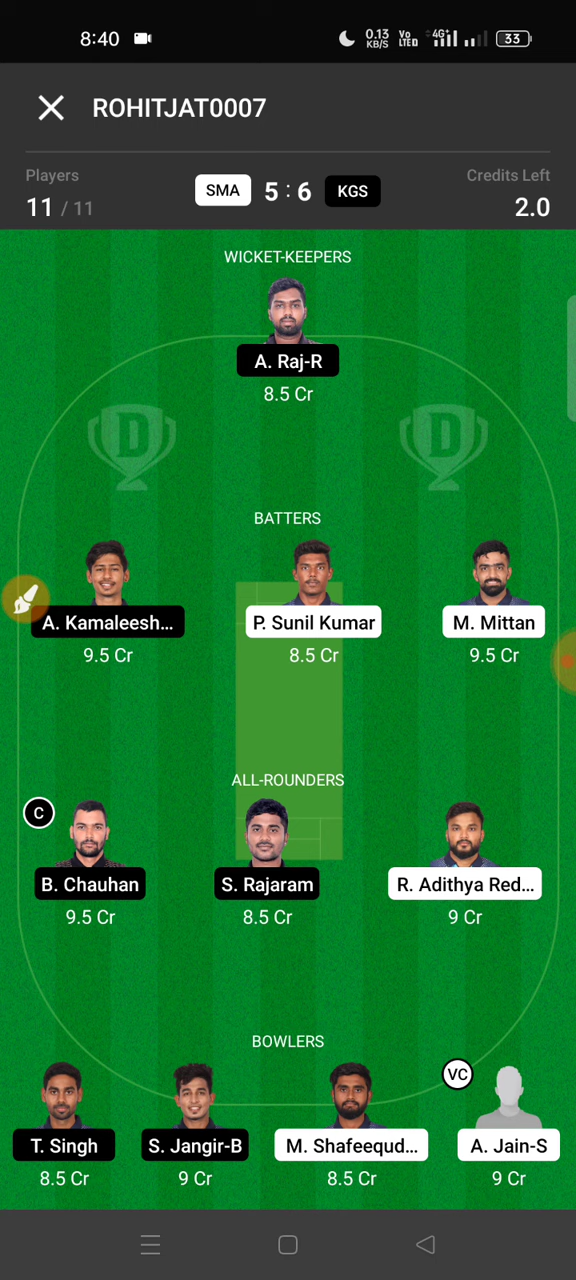 8:40
0.13 KB/S
Vo LTED
4G+
33
ROHITJAT0007
Players
11 / 11
SMA 5 : 6 KGS
Credits Left
2.0
WICKET-KEEPERS
A. Raj-R
8.5 Cr
D D
BATTERS
A. Kamaleesh... P. Sunil Kumar M. Mittan
9.5 Cr 8.5 Cr 9.5 Cr
ALL-ROUNDERS
C
B. Chauhan S. Rajaram R. Adithya Red...
9.5 Cr 8.5 Cr 9 Cr
BOWLERS
VC
T. Singh S. Jangir-B M. Shafeequd... A. Jain-S
8.5 Cr 9 Cr 8.5 Cr 9 Cr